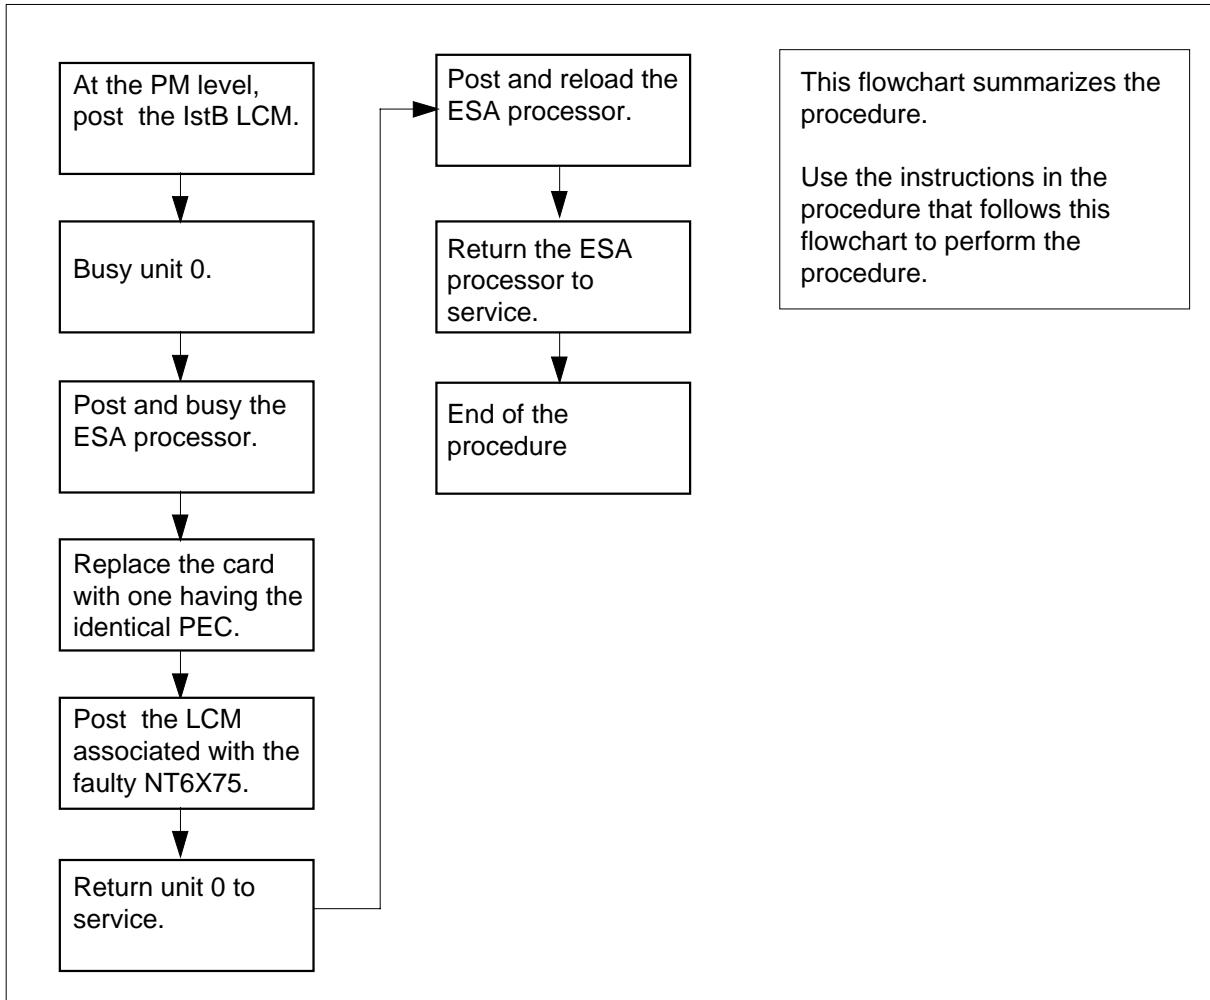 At the PM level,
post  the IstB LCM.
Busy unit 0.
Post and busy the
ESA processor.
Replace the card
with one having the
identical PEC.
Post  the LCM
associated with the
faulty NT6X75.
Return unit 0 to
service.
Post and reload the
ESA processor.
Return the ESA
processor to
service.
End of the
procedure
This flowchart summarizes the
procedure.
Use the instructions in the
procedure that follows this
flowchart to perform the
procedure.